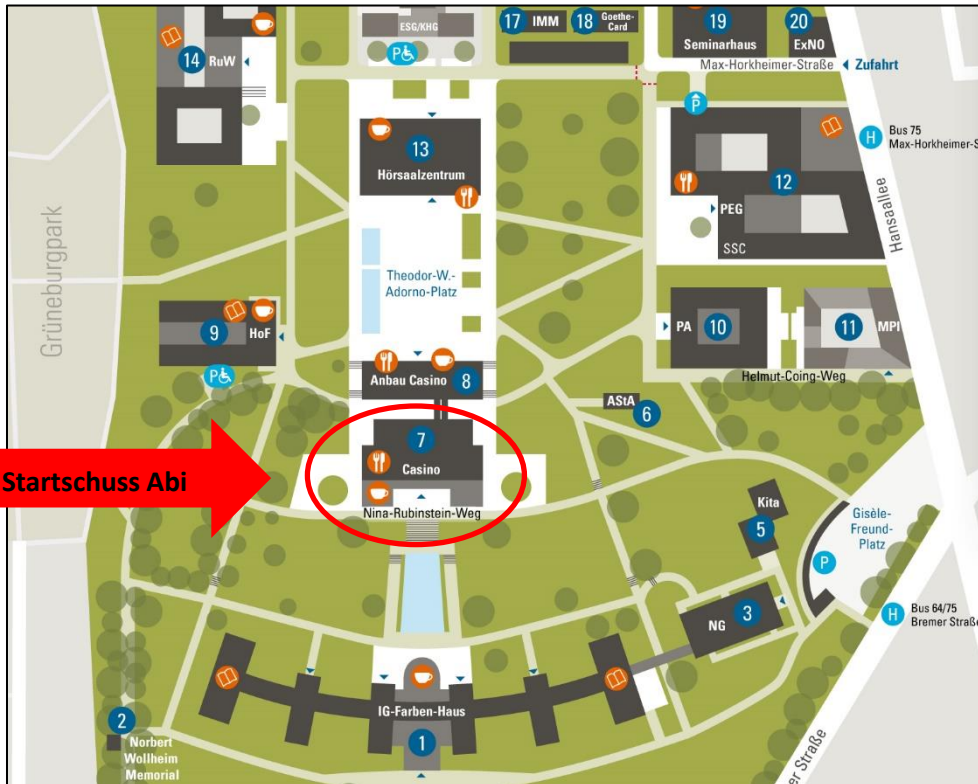 ESG/KHG
17
IMM
18
Goethe-
Card
19
Seminarhaus
20
ExNO
14
RuW
P
Max-Horkheimer-Straße
Zufahrt
P
13
Hörsaalzentrum
H
Bus 75
12
PEG
SSC
Hansaallee
Grüneburgpark
Theodor-W.-
Adorno-Platz
9
HoF
P
PA
10
11
MPI
Helmut-Coing-Weg
Anbau Casino
8
AStA
6
7
Casino
Startschuss Abi
Nina-Rubinstein-Weg
Kita
5
Gisèle-
Freund-
Platz
P
3
NG
H
Bus 64/75
Bremer Straße
IG-Farben-Haus
1
2
Norbert
Wollheim
Memorial
Straße